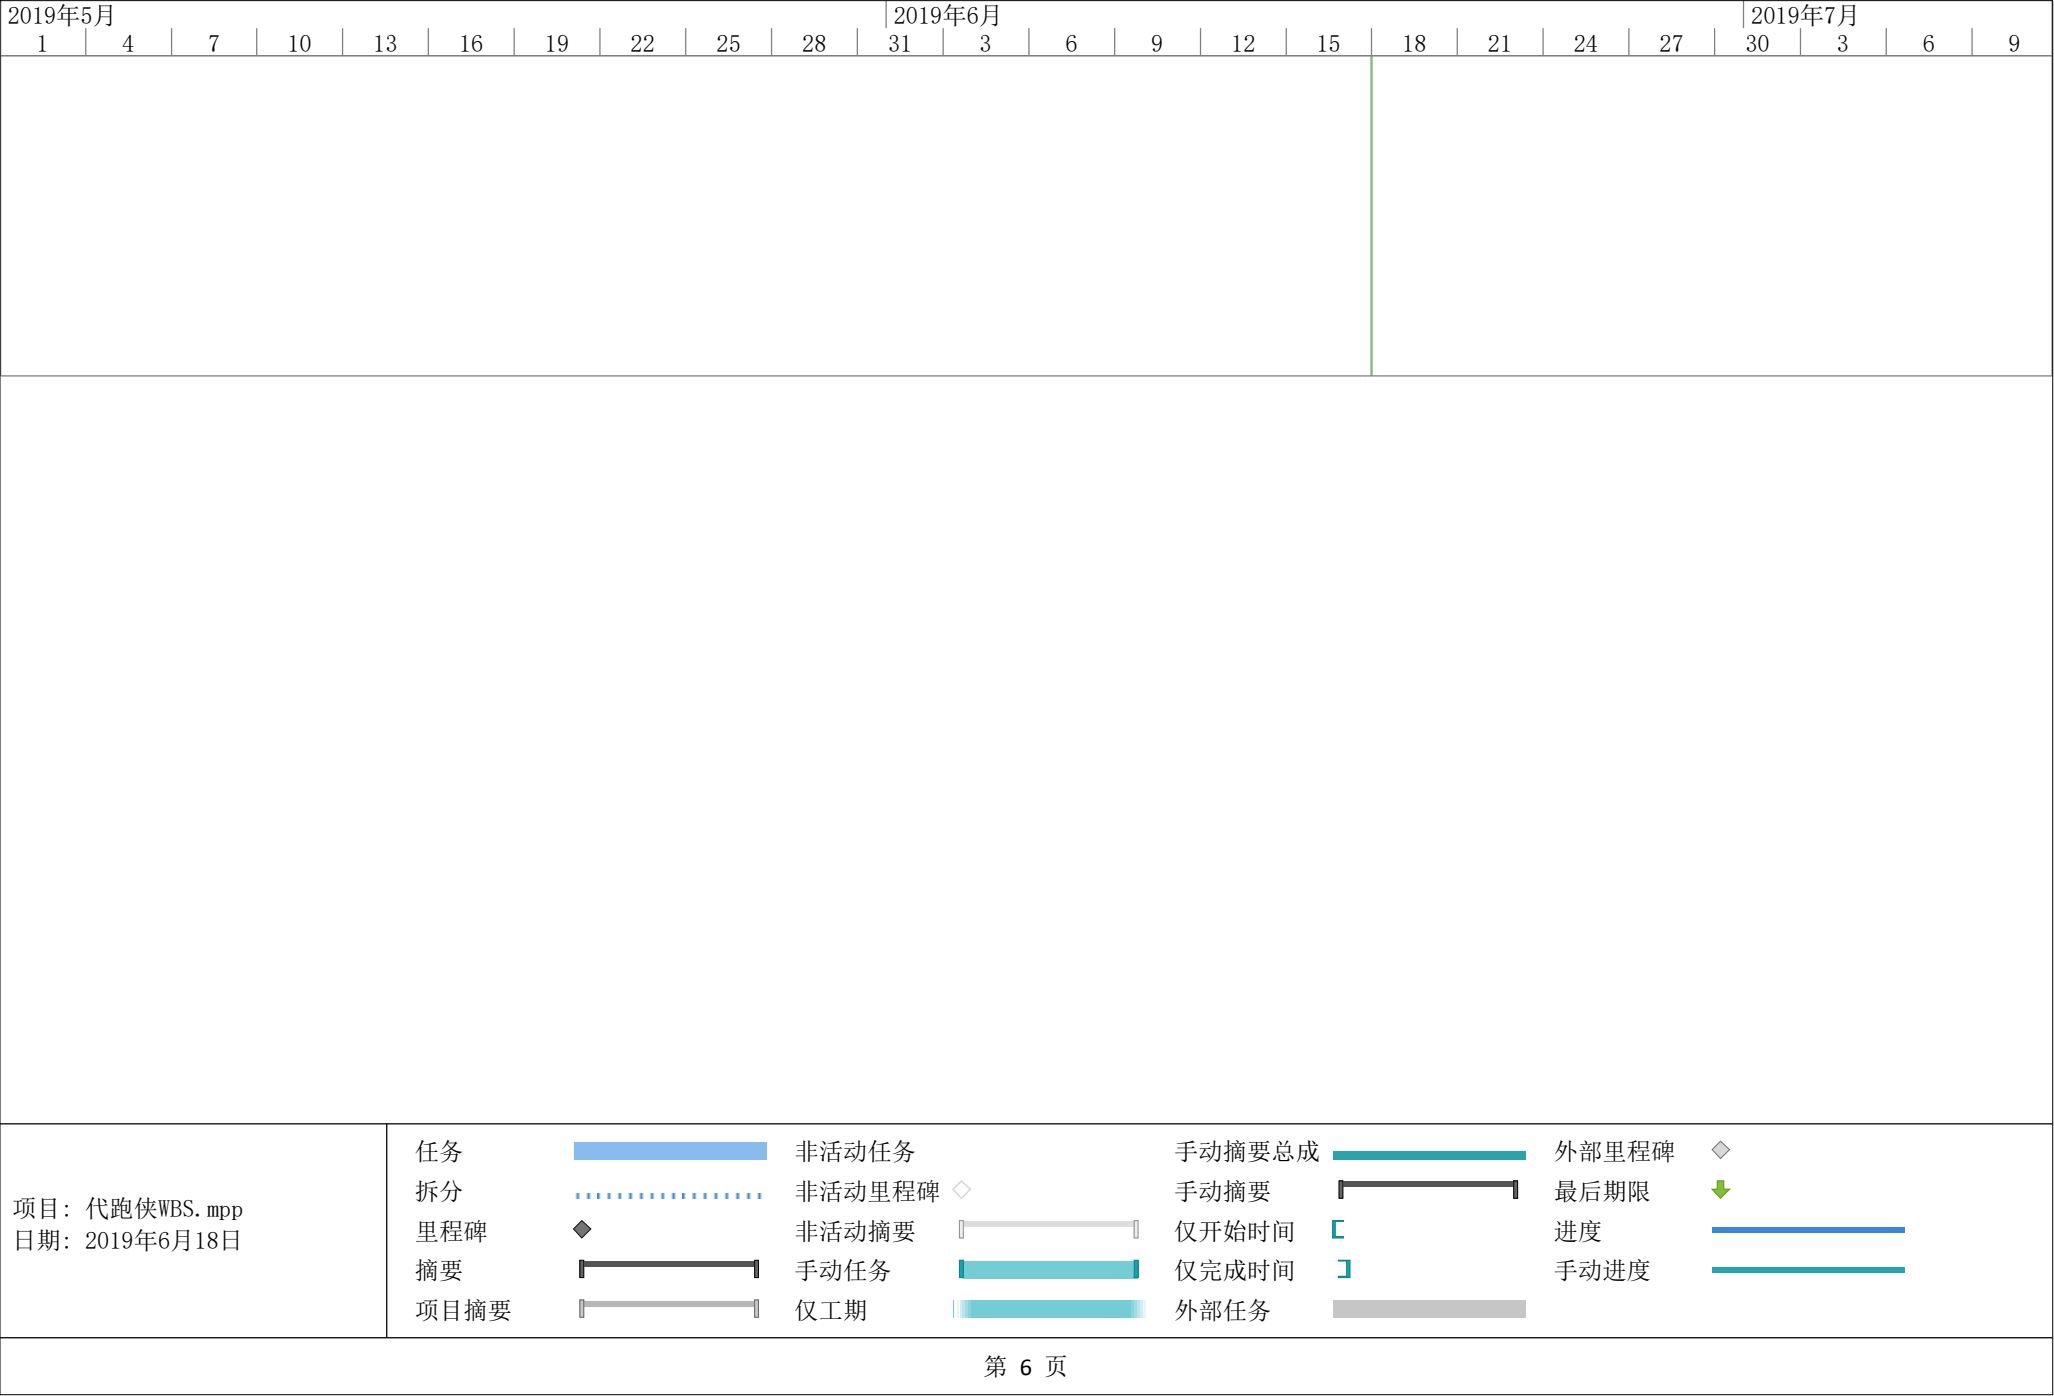 2019年5月 2019年6月 2019年7月
1 4 7 10 13 16 19 22 25 28 31 3 6 9 12 15 18 21 24 27 30 3 6 9
项目: 代跑侠WBS.mpp
日期: 2019年6月18日
任务 非活动任务 手动摘要总成 外部里程碑
拆分 非活动里程碑 手动摘要 最后期限
里程碑 非活动摘要 仅开始时间 进度
摘要 手动任务 仅完成时间 手动进度
项目摘要 仅工期 外部任务
第 6 页